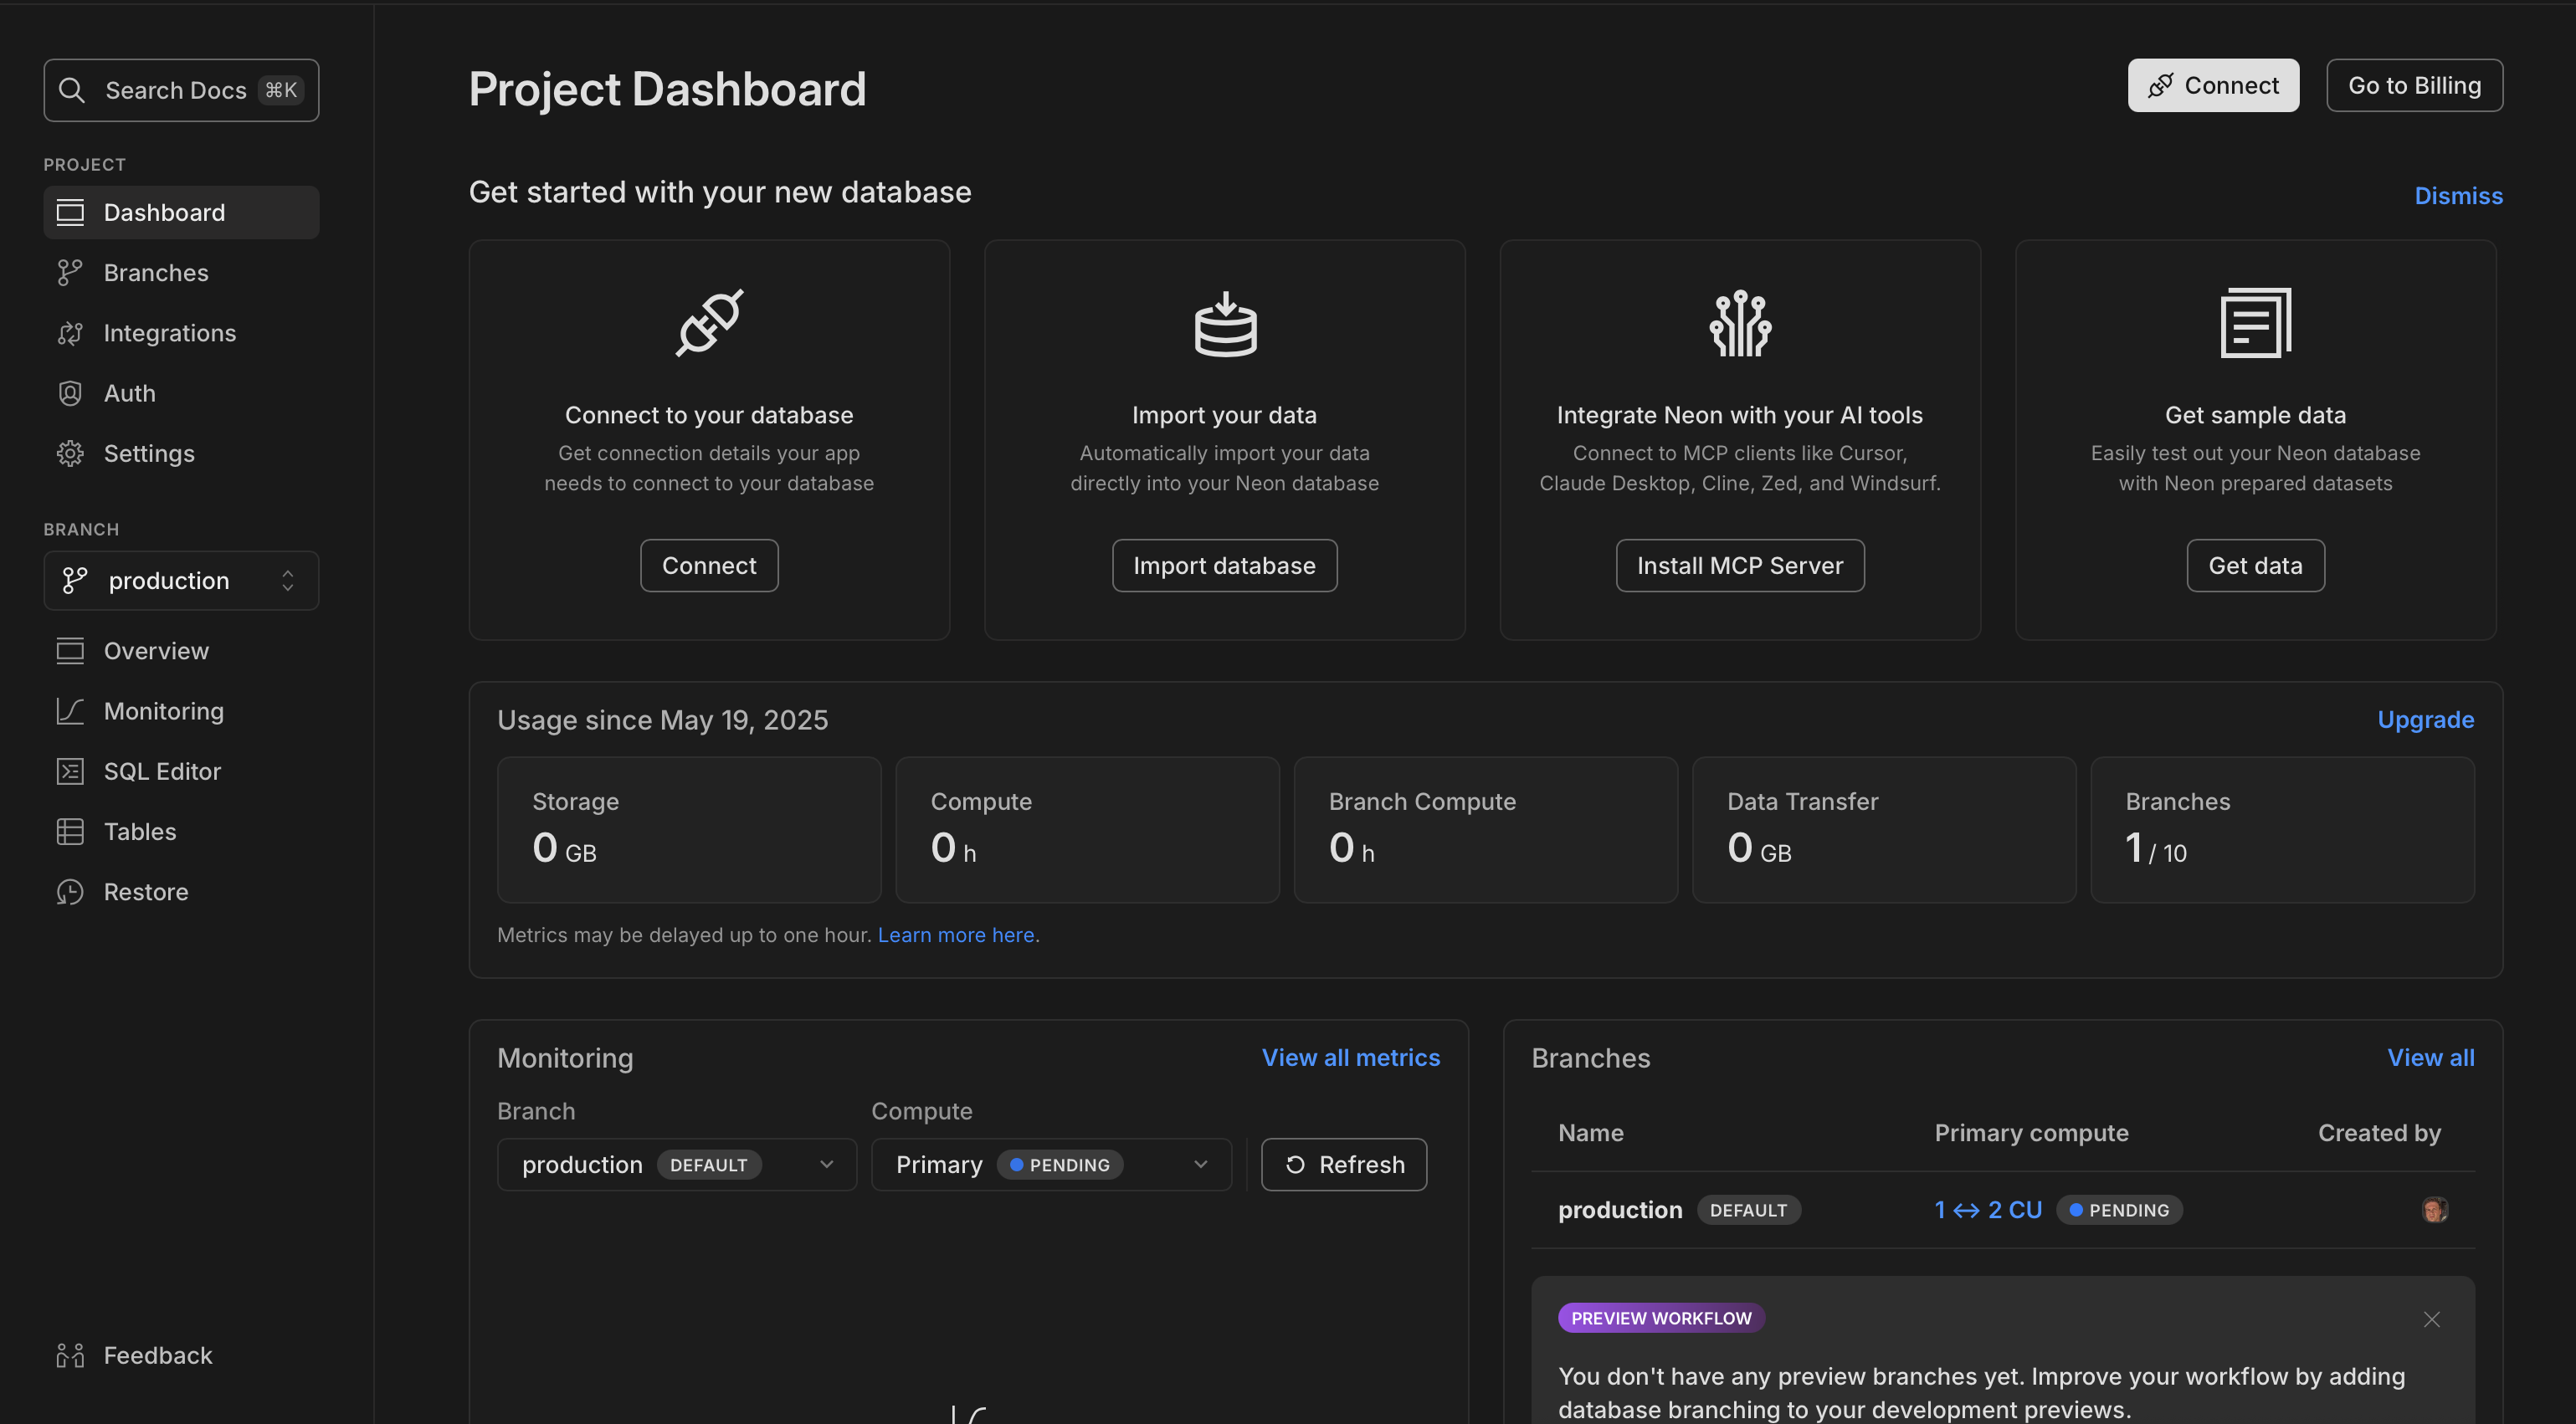 Search Docs ⌘K
PROJECT
Dashboard
Branches
Integrations
Auth
Settings
BRANCH
production
Overview
Monitoring
SQL Editor
Tables
Restore
Feedback
Project Dashboard
Connect
Go to Billing
Get started with your new database
Dismiss
Connect to your database
Get connection details your app
needs to connect to your database
Connect
Import your data
Automatically import your data
directly into your Neon database
Import database
Integrate Neon with your AI tools
Connect to MCP clients like Cursor,
Claude Desktop, Cline, Zed, and Windsurf.
Install MCP Server
Get sample data
Easily test out your Neon database
with Neon prepared datasets
Get data
Usage since May 19, 2025
Upgrade
Storage
0 GB
Compute
0 h
Branch Compute
0 h
Data Transfer
0 GB
Branches
1 / 10
Metrics may be delayed up to one hour. Learn more here.
Monitoring
View all metrics
Branch
Compute
production DEFAULT
Primary PENDING
Refresh
Branches
View all
Name Primary compute Created by
production DEFAULT 1 ↔ 2 CU PENDING
PREVIEW WORKFLOW
You don't have any preview branches yet. Improve your workflow by adding
database branching to your development previews.